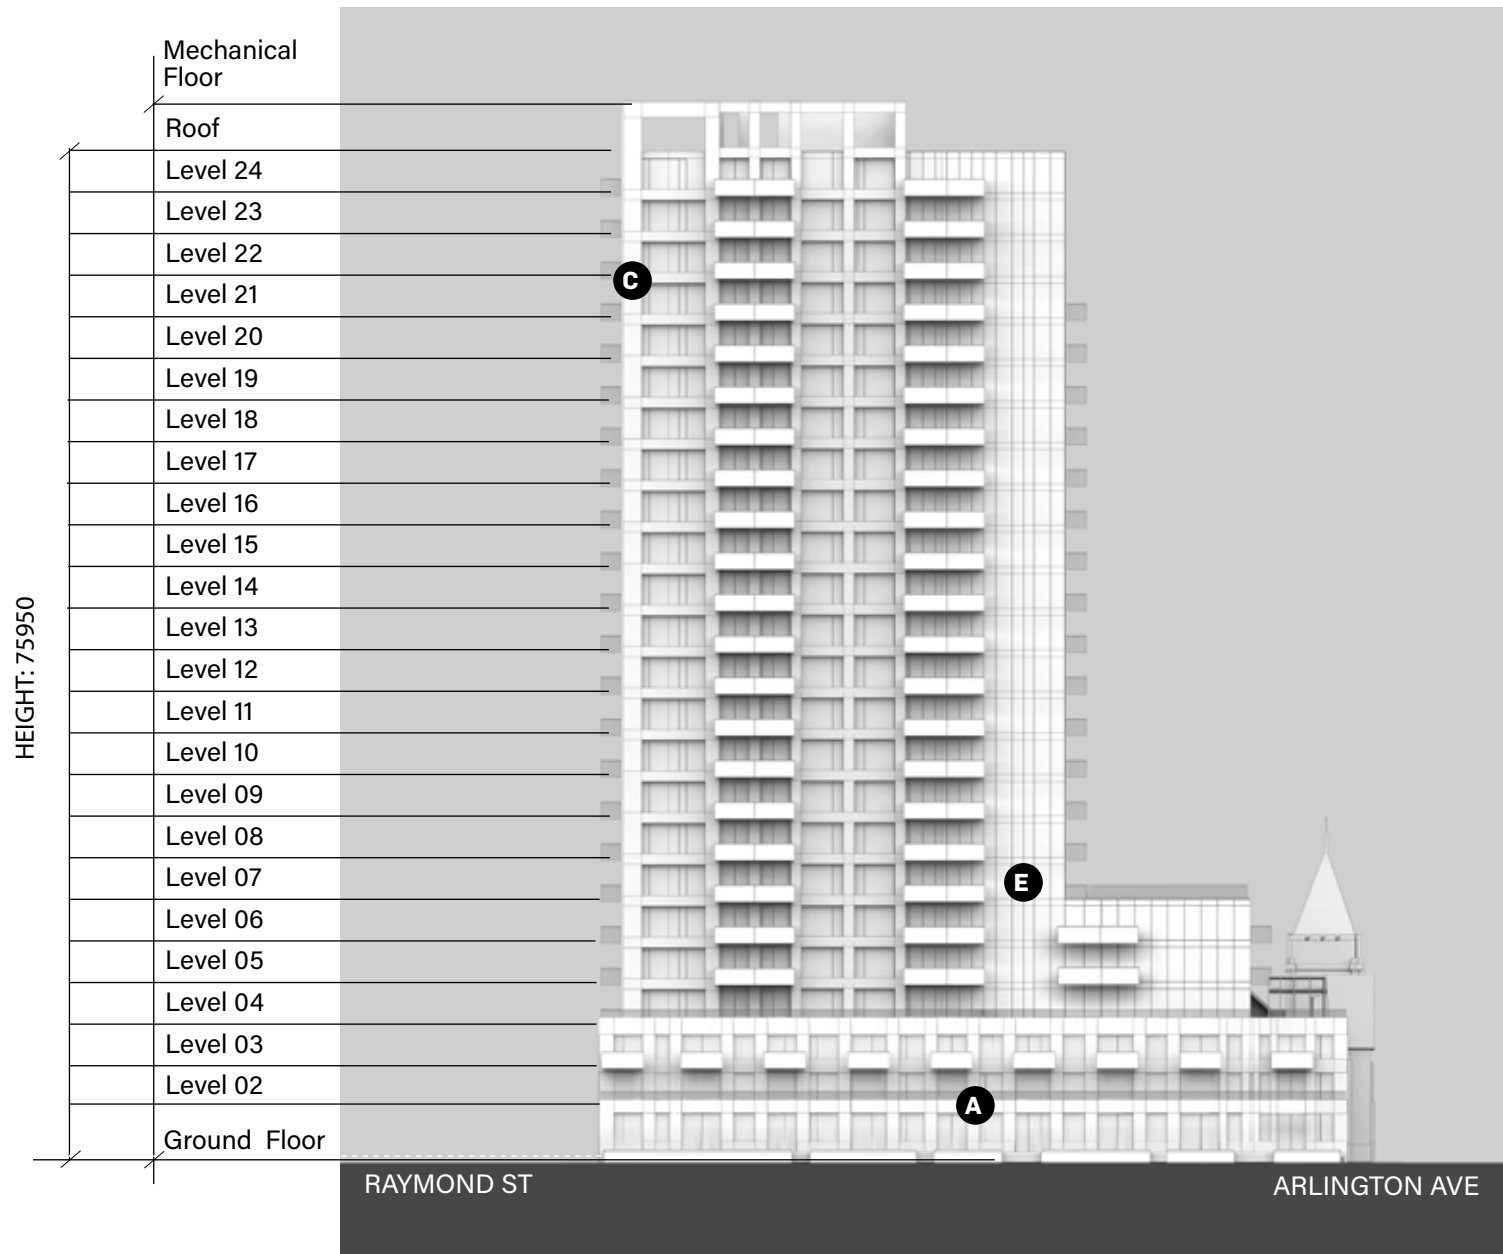 Mechanical
Floor
Roof
Level 24
Level 23
Level 22
Level 21
Level 20
Level 19
Level 18
Level 17
Level 16
Level 15
Level 14
Level 13
Level 12
Level 11
Level 10
Level 09
Level 08
Level 07
Level 06
Level 05
Level 04
Level 03
Level 02
Ground Floor
HEIGHT: 75950
C
E
A
RAYMOND ST
ARLINGTON AVE